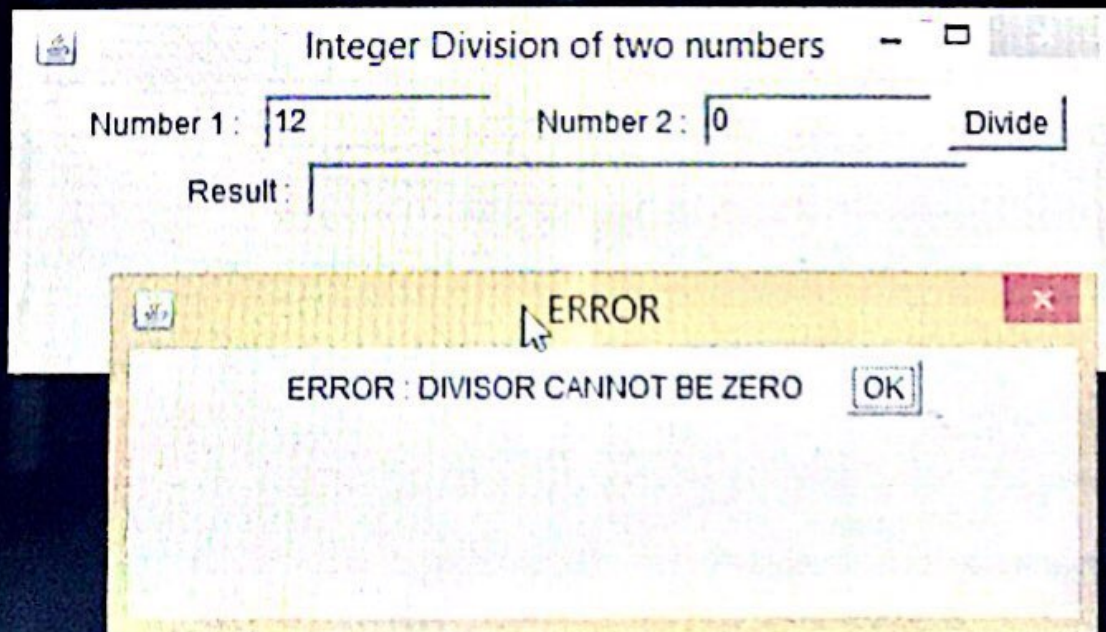 Integer Division of two numbers
Number 1 : 12 Number 2 : 0 Divide
Result :
ERROR
ERROR : DIVISOR CANNOT BE ZERO OK